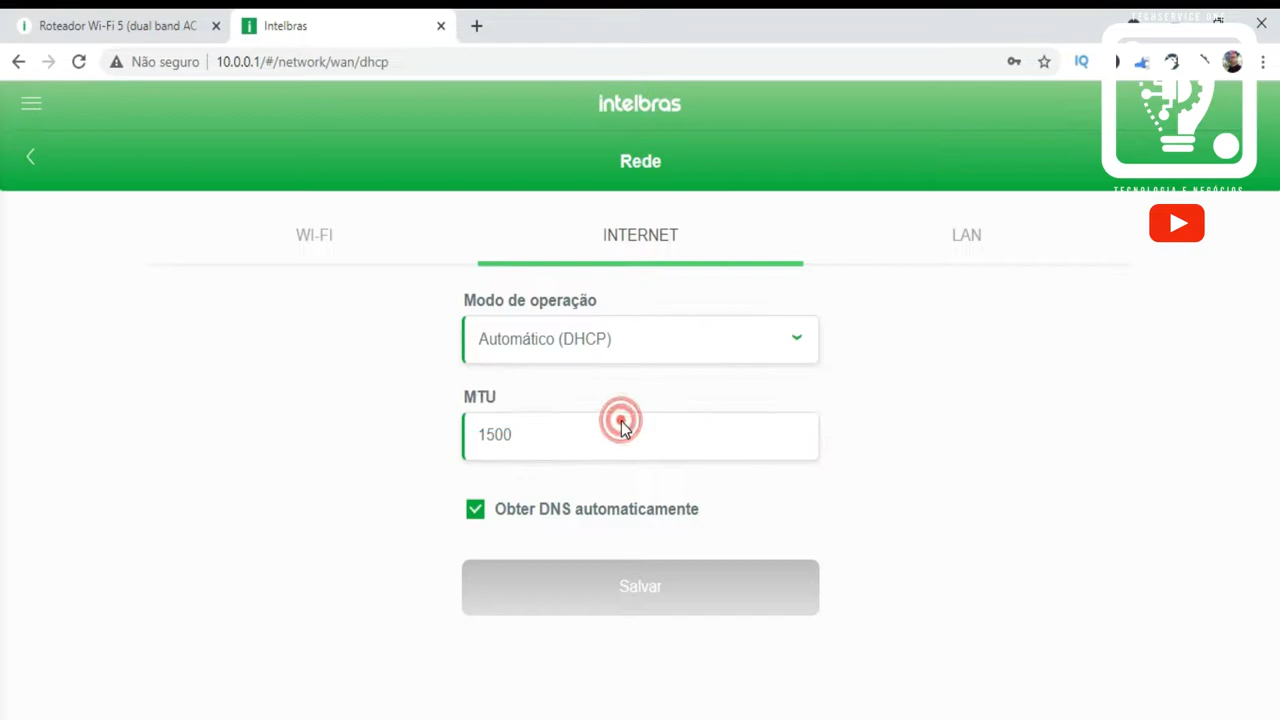 Roteador Wi-Fi 5 (dual band AC
Intelbras
Não seguro
10.0.0.1/#/network/wan/dhcp
IQ
intelbras
Rede
WI-FI
INTERNET
LAN
Modo de operação
Automático (DHCP)
MTU
1500
Obter DNS automaticamente
Salvar
TECNOLOGIA E NEGÓCIOS